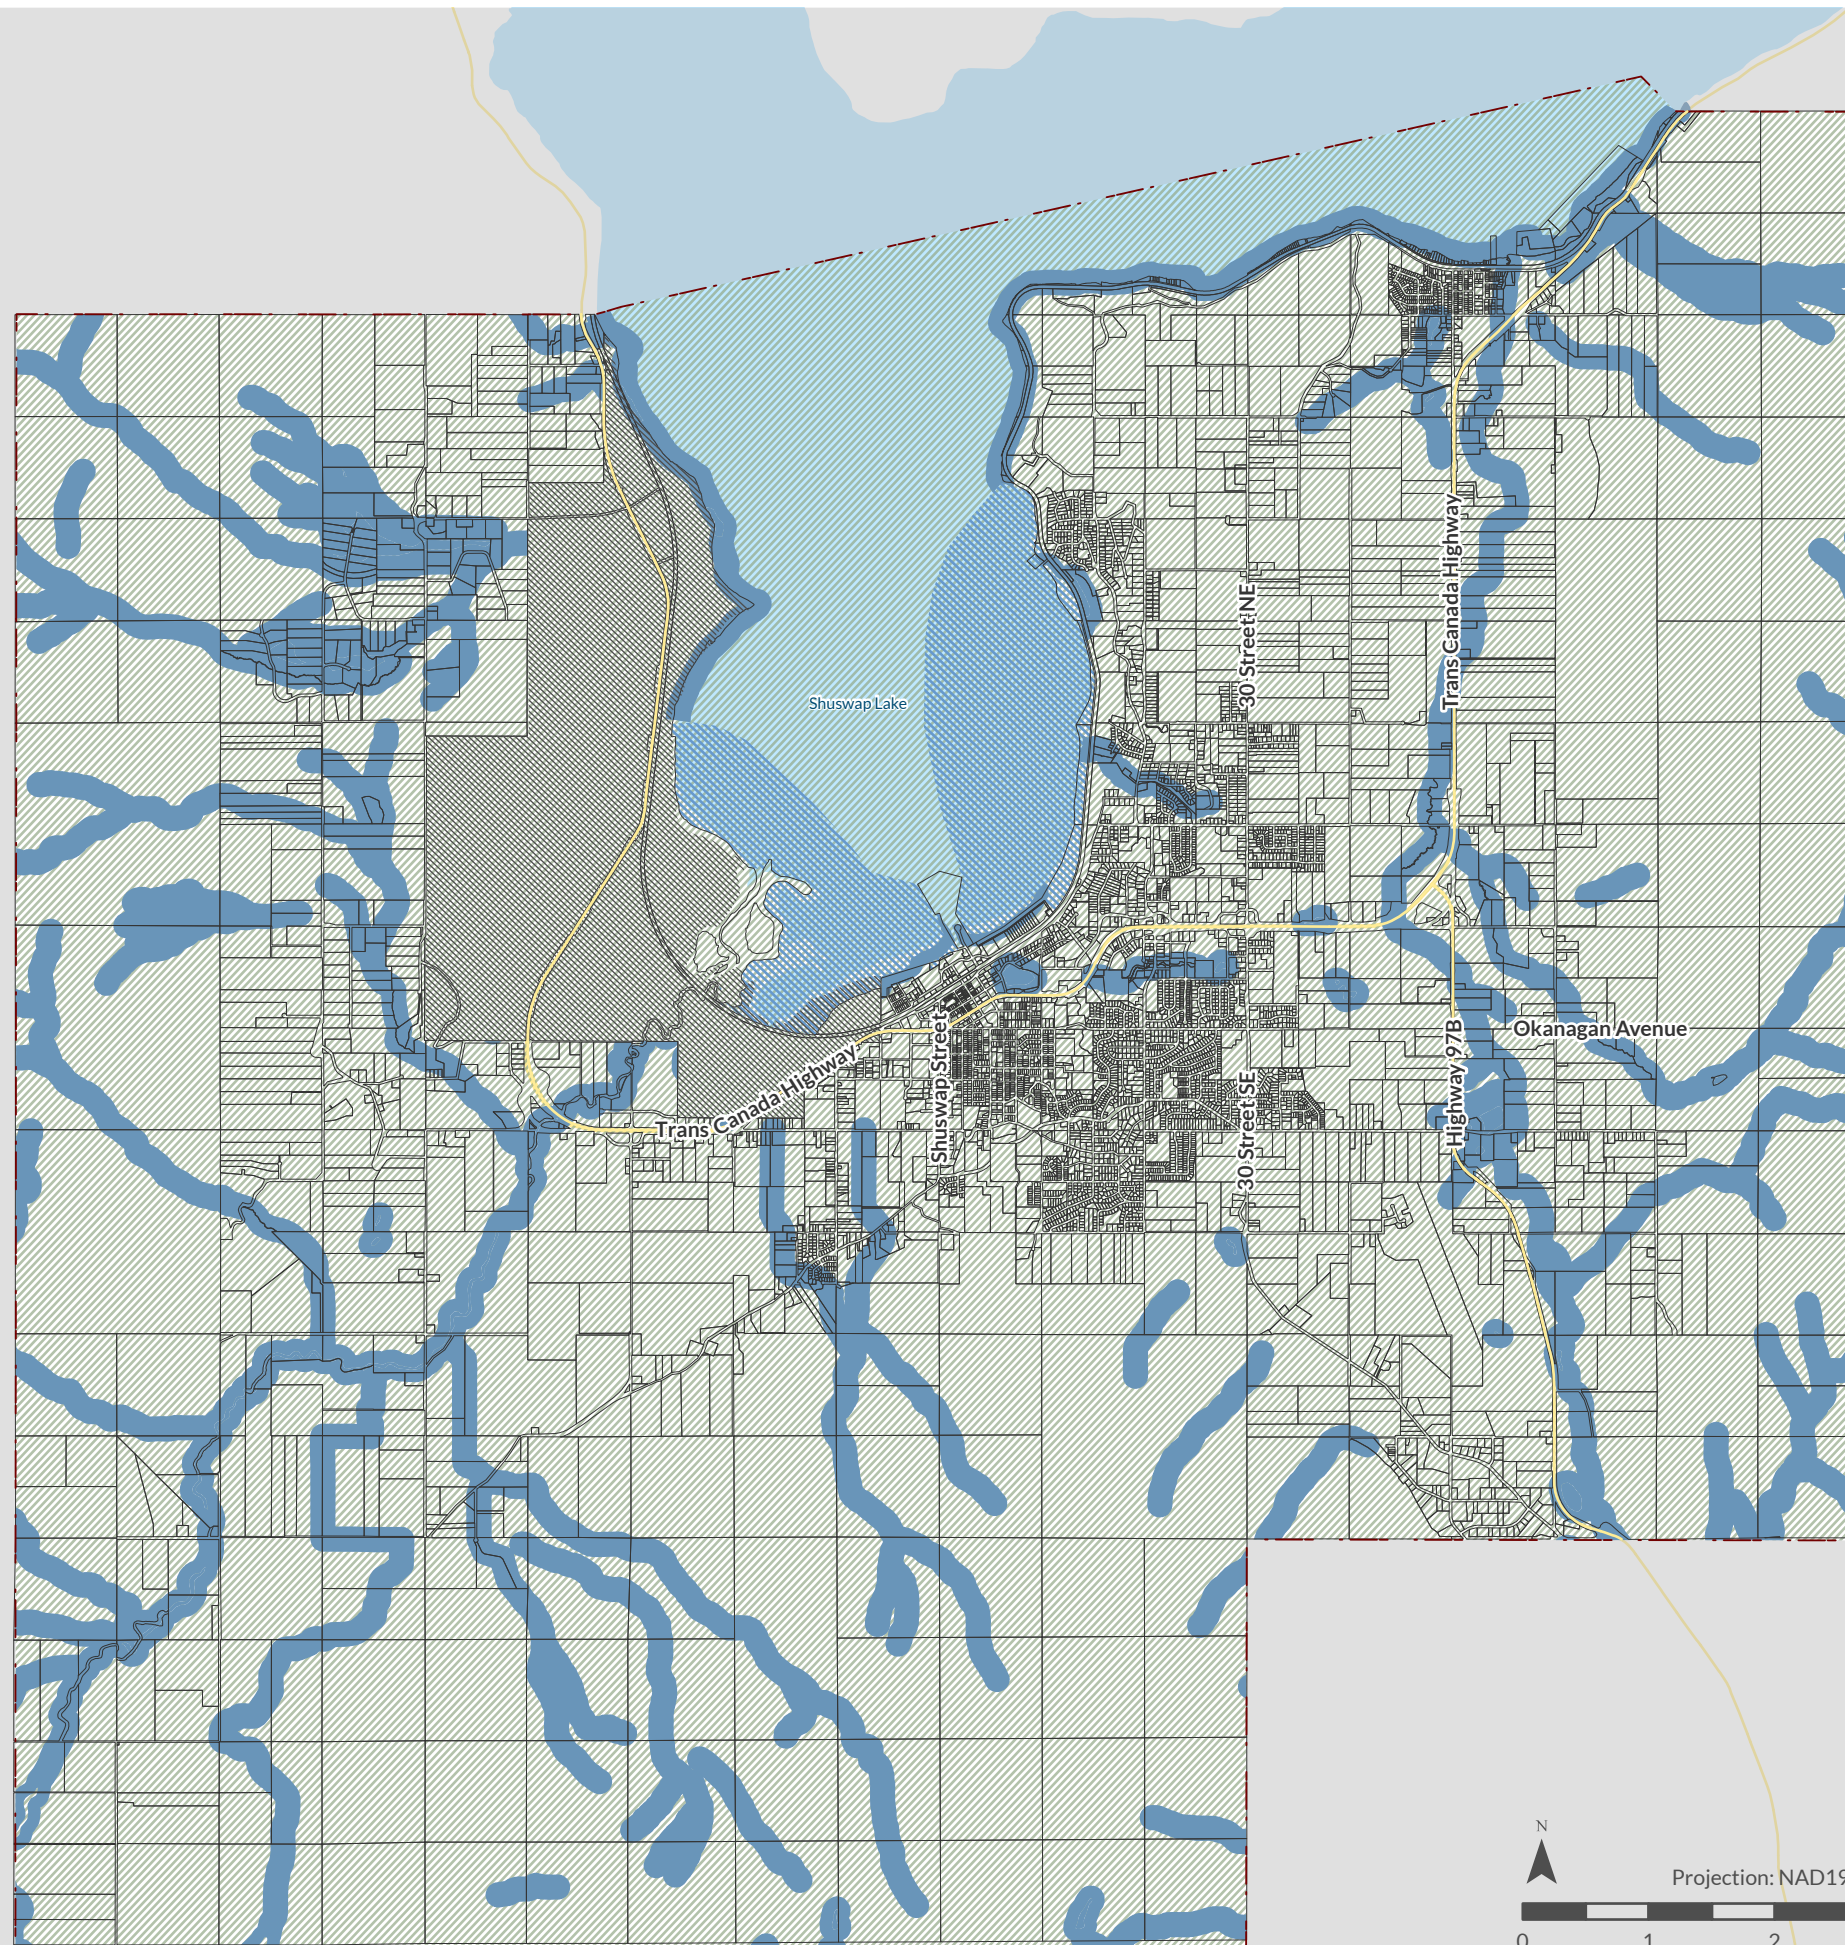 30 Street NE
Trans Canada Highway
Shuswap Lake
Okanagan Avenue
Shuswap Street
Highway 97B
Trans Canada Highway
30 Street SE
N
Projection: NAD19
0 1 2